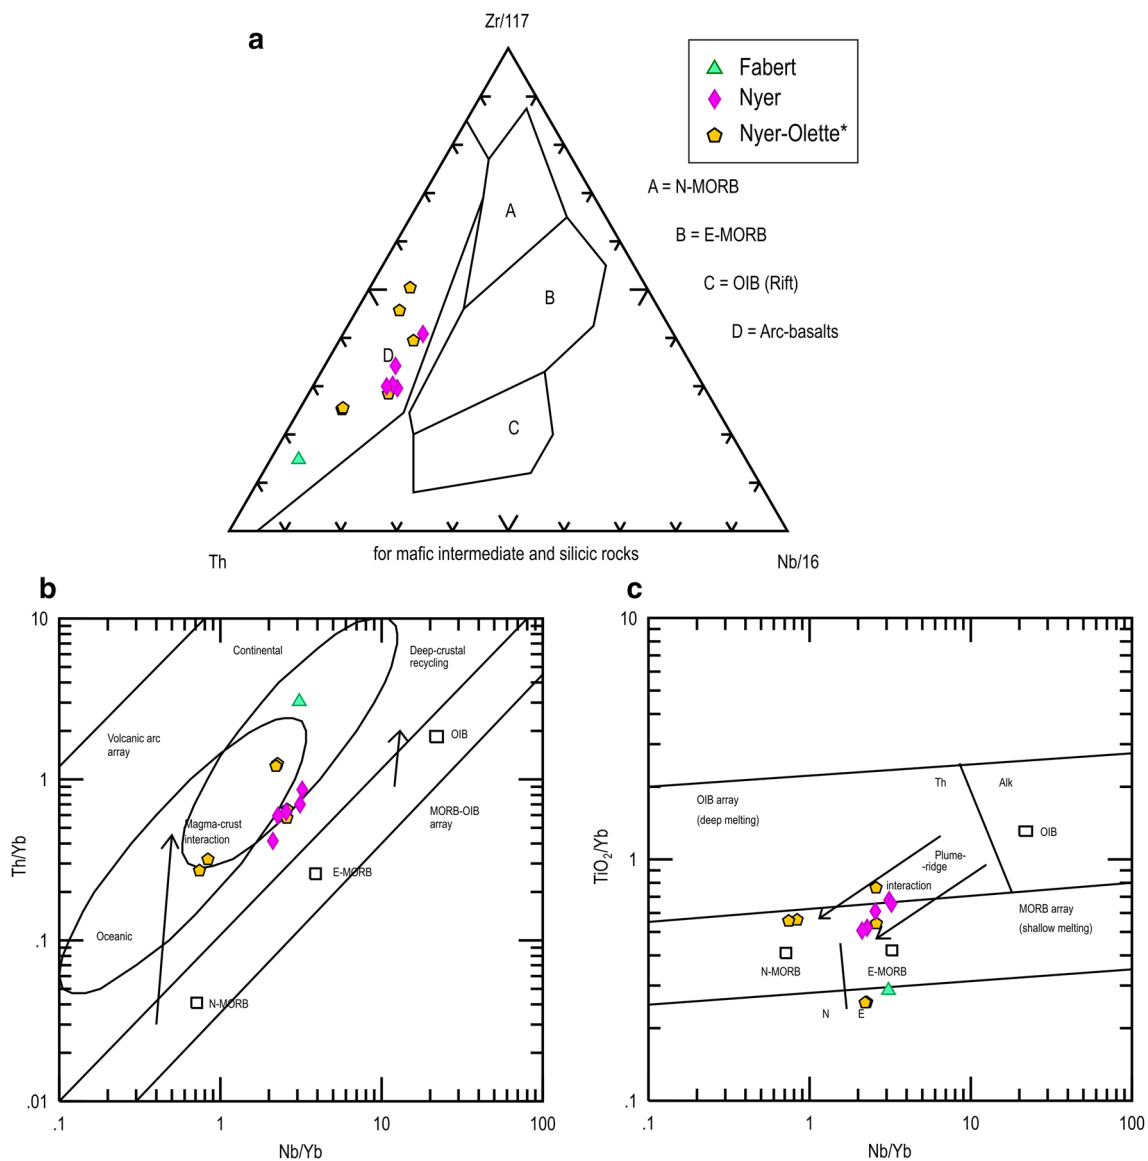 a
Zr/117
Fabert
Nyer
Nyer-Olette*
A = N-MORB
B = E-MORB
C = OIB (Rift)
D = Arc-basalts
A
B
D
C
Th
for mafic intermediate and silicic rocks
Nb/16
b
10
1
.1
.01
Th/Yb
Continental
Deep-crustal
recycling
Volcanic arc
array
OIB
MORB-OIB
array
Magma-crust
interaction
E-MORB
Oceanic
N-MORB
.1
1
10
100
Nb/Yb
c
10
1
.1
TiO2/Yb
OIB array
(deep melting)
Th
Alk
OIB
Plume-
-ridge
interaction
MORB array
(shallow melting)
N-MORB
E-MORB
N
E
.1
1
10
100
Nb/Yb